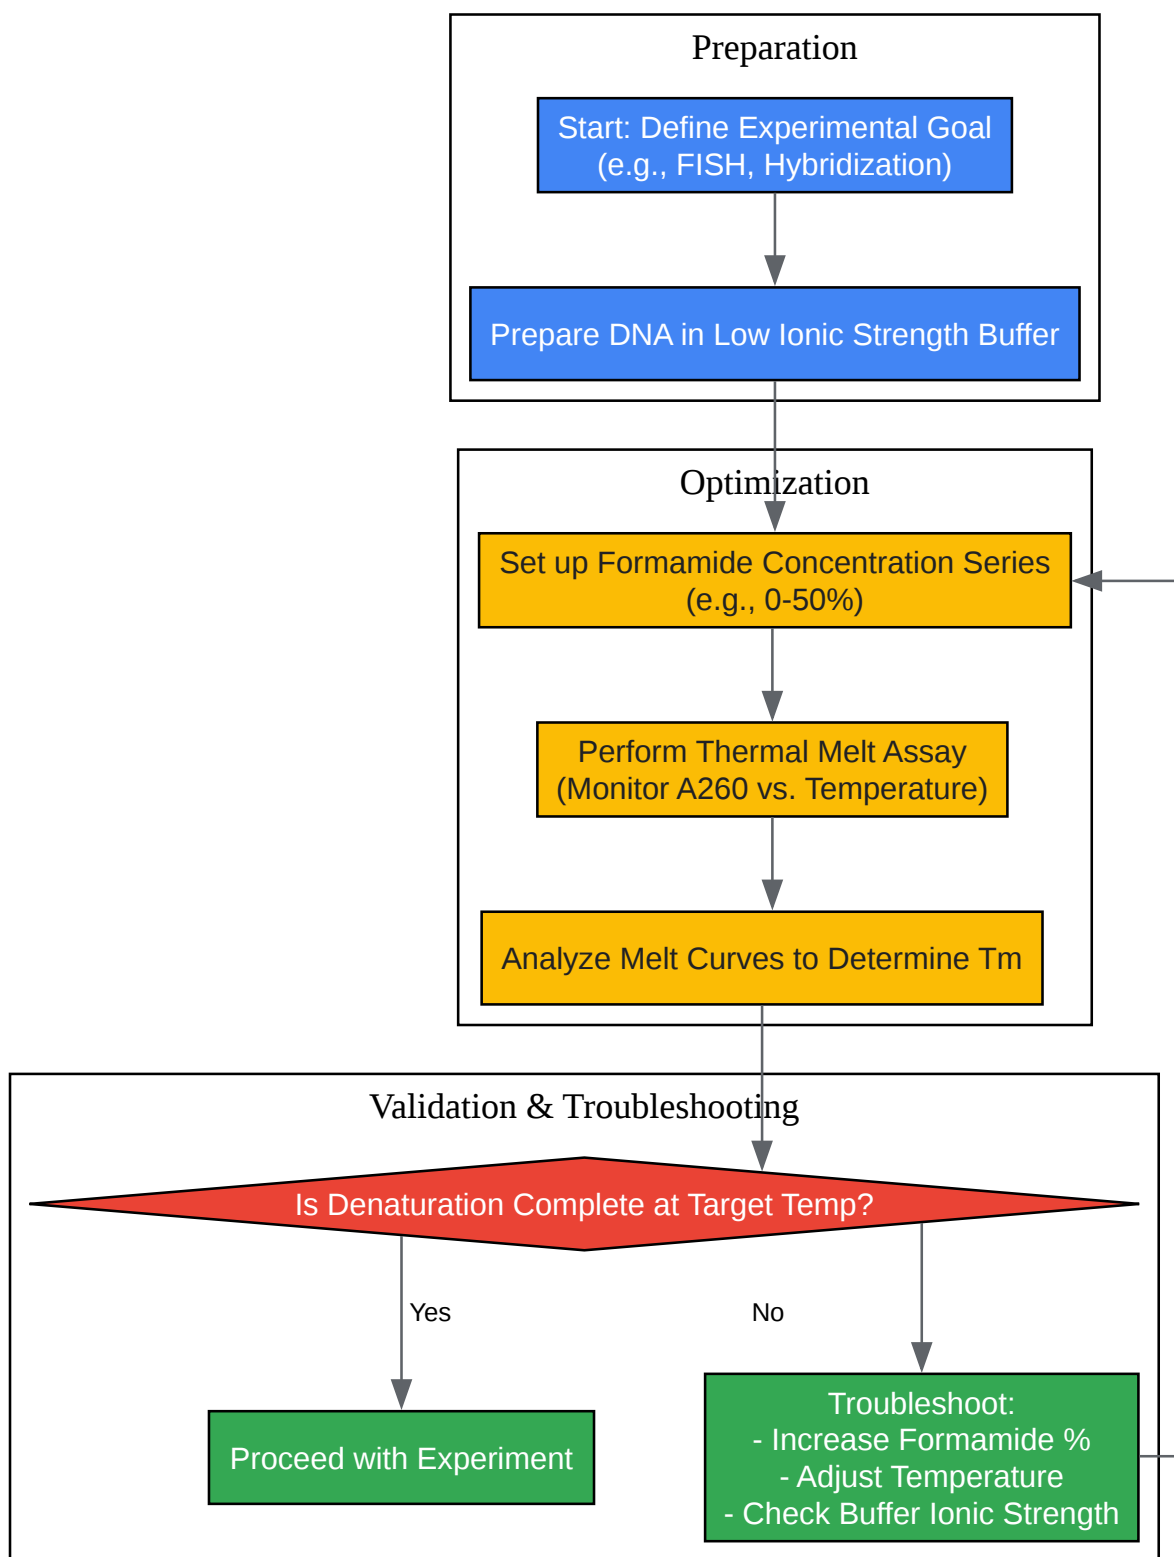 Preparation
Start: Define Experimental Goal
(e.g., FISH, Hybridization)
Prepare DNA in Low Ionic Strength Buffer
Optimization
Set up Formamide Concentration Series
(e.g., 0-50%)
Perform Thermal Melt Assay
(Monitor A260 vs. Temperature)
Analyze Melt Curves to Determine Tm
Validation & Troubleshooting
Is Denaturation Complete at Target Temp?
Yes
No
Proceed with Experiment
Troubleshoot:
- Increase Formamide %
- Adjust Temperature
- Check Buffer Ionic Strength